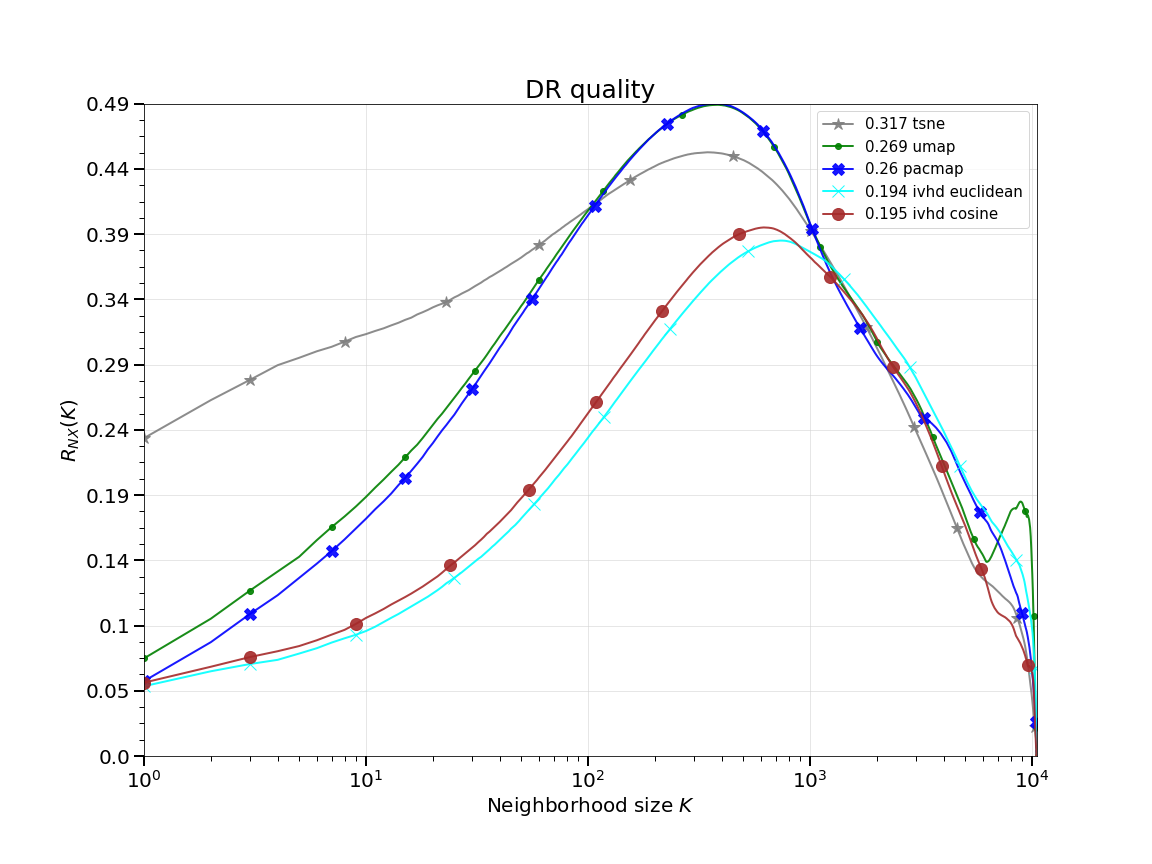 DR quality
0.49
0.44
0.39
0.34
0.29
0.24
0.19
0.14
0.1
0.05
0.0
R_{NX}(K)
0.317 tsne
0.269 umap
0.26 pacmap
0.194 ivhd euclidean
0.195 ivhd cosine
10^0
10^1
10^2
10^3
10^4
Neighborhood size K